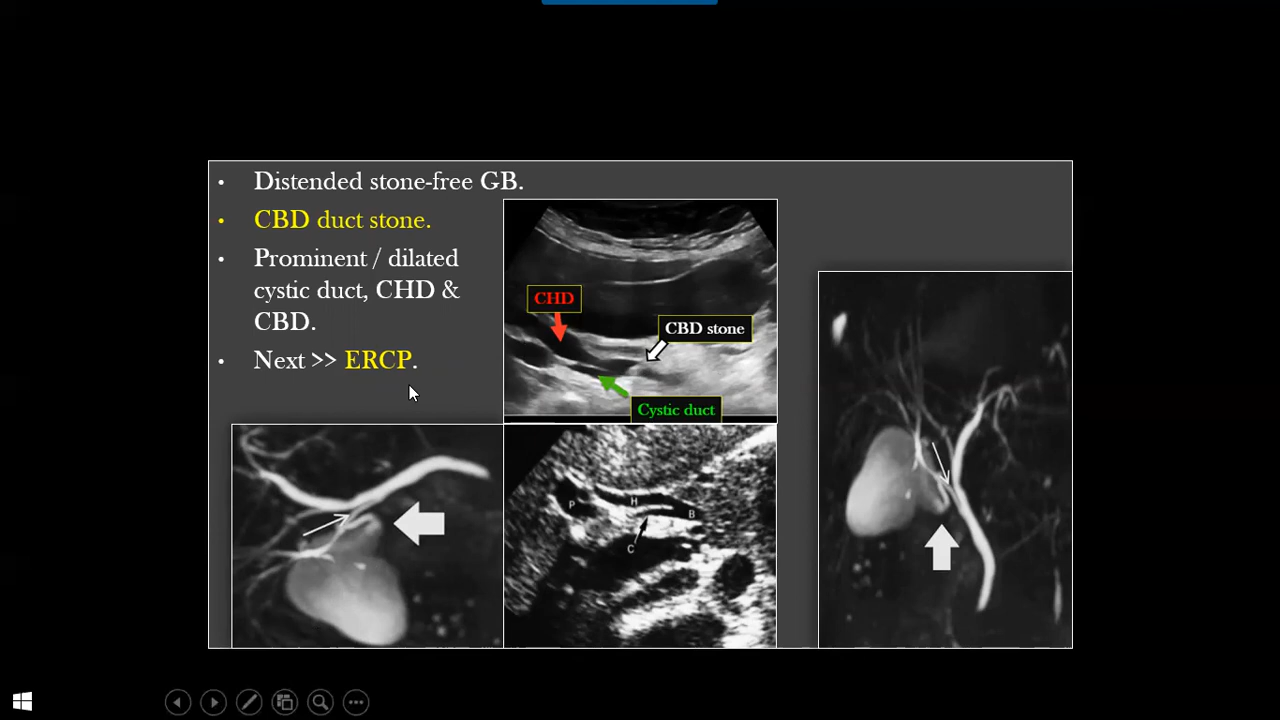 • Distended stone-free GB.
• CBD duct stone.
• Prominent / dilated
cystic duct, CHD &
CBD.
• Next >> ERCP.
CHD
CBD stone
Cystic duct
P
H
B
C